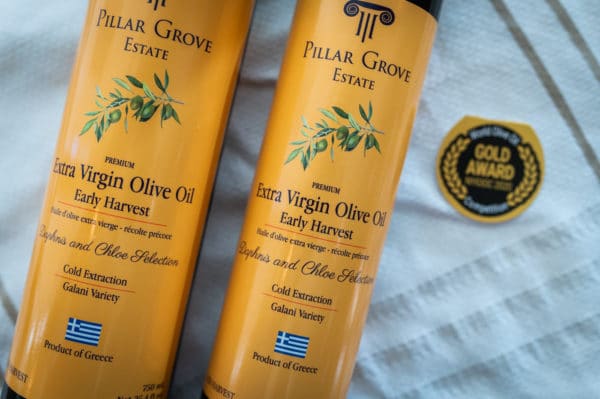 PILLAR GROVE
ESTATE
PREMIUM
Extra Virgin Olive Oil
Early Harvest
Huile d'olive extra vierge - récolte précoce
Daphnis and Chloe Selection
Cold Extraction
Galani Variety
Product of Greece
HARVEST
750
PILLAR GROVE
ESTATE
PREMIUM
Extra Virgin Olive Oil
Early Harvest
Huile d'olive extra vierge - récolte précoce
Daphnis and Chloe Selection
Cold Extraction
Galani Variety
Product of Greece
HARVEST
World Olive Oil
GOLD
AWARD
Competition